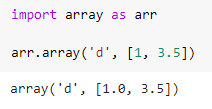 import array as arr
arr.array('d', [1, 3.5])
array('d', [1.0, 3.5])